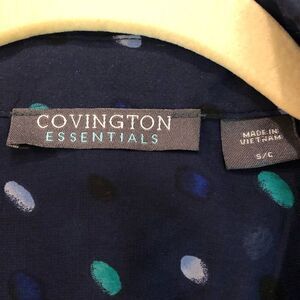 COVINGTON
ESSENTIALS
MADE IN
VIETNAM
S/C